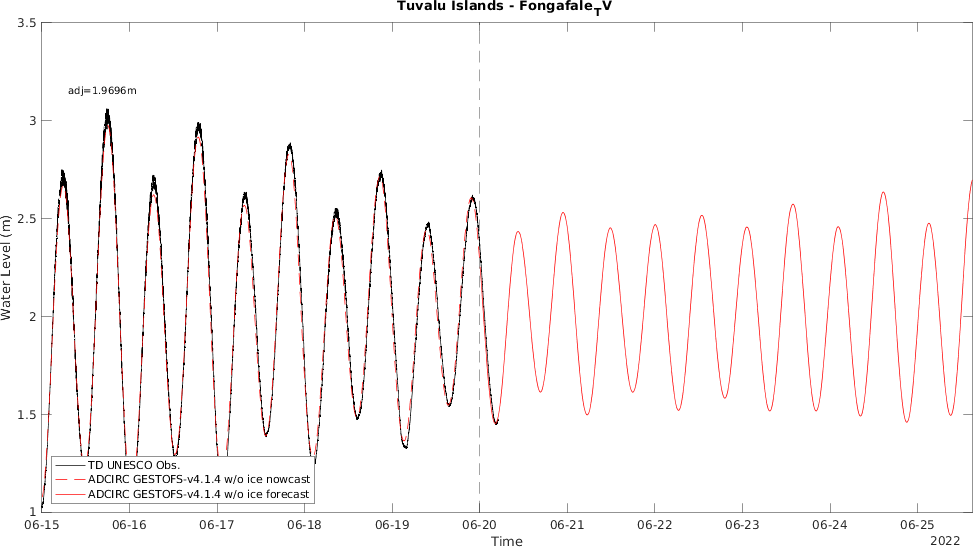 Tuvalu Islands - Fongafale_TV
adj=1.9696m
3.5
3
2.5
2
1.5
1
Water Level (m)
TD UNESCO Obs.
ADCIRC GESTOFS-v4.1.4 w/o ice nowcast
ADCIRC GESTOFS-v4.1.4 w/o ice forecast
06-15 06-16 06-17 06-18 06-19 06-20 06-21 06-22 06-23 06-24 06-25
Time
2022